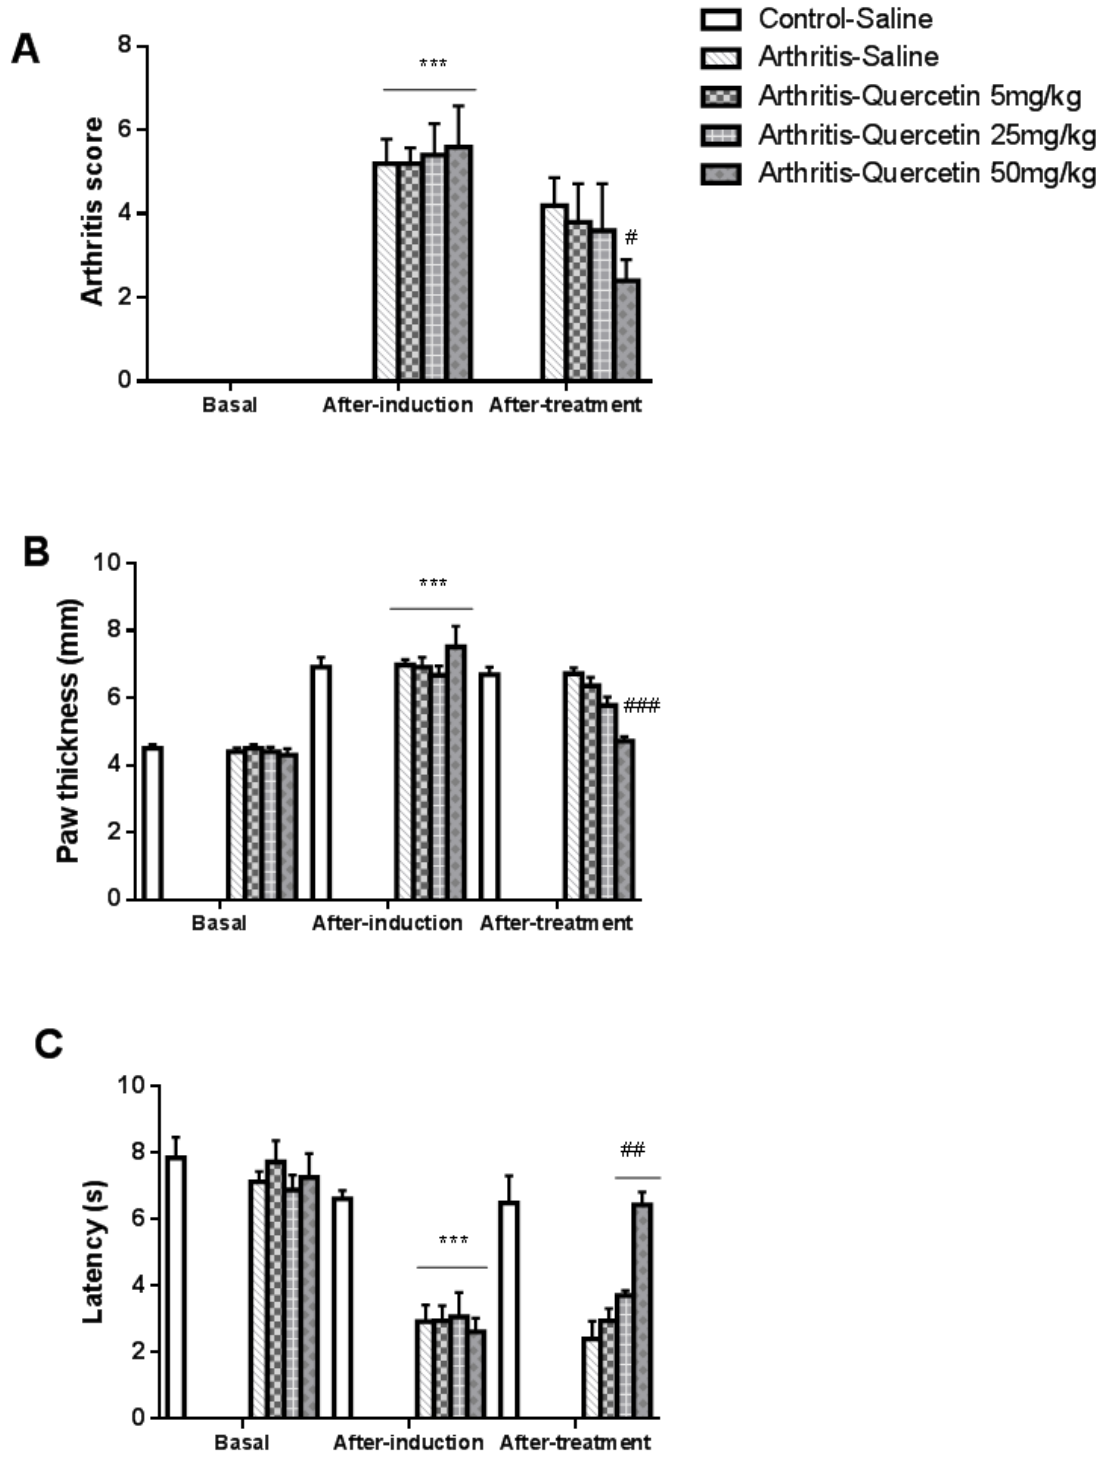 Control-Saline
Arthritis-Saline
Arthritis-Quercetin 5mg/kg
Arthritis-Quercetin 25mg/kg
Arthritis-Quercetin 50mg/kg
A
Arthritis score
8
6
4
2
0
***
#
Basal After-induction After-treatment
B
Paw thickness (mm)
10
8
6
4
2
0
***
###
Basal After-induction After-treatment
C
Latency (s)
10
8
6
4
2
0
***
##
Basal After-induction After-treatment